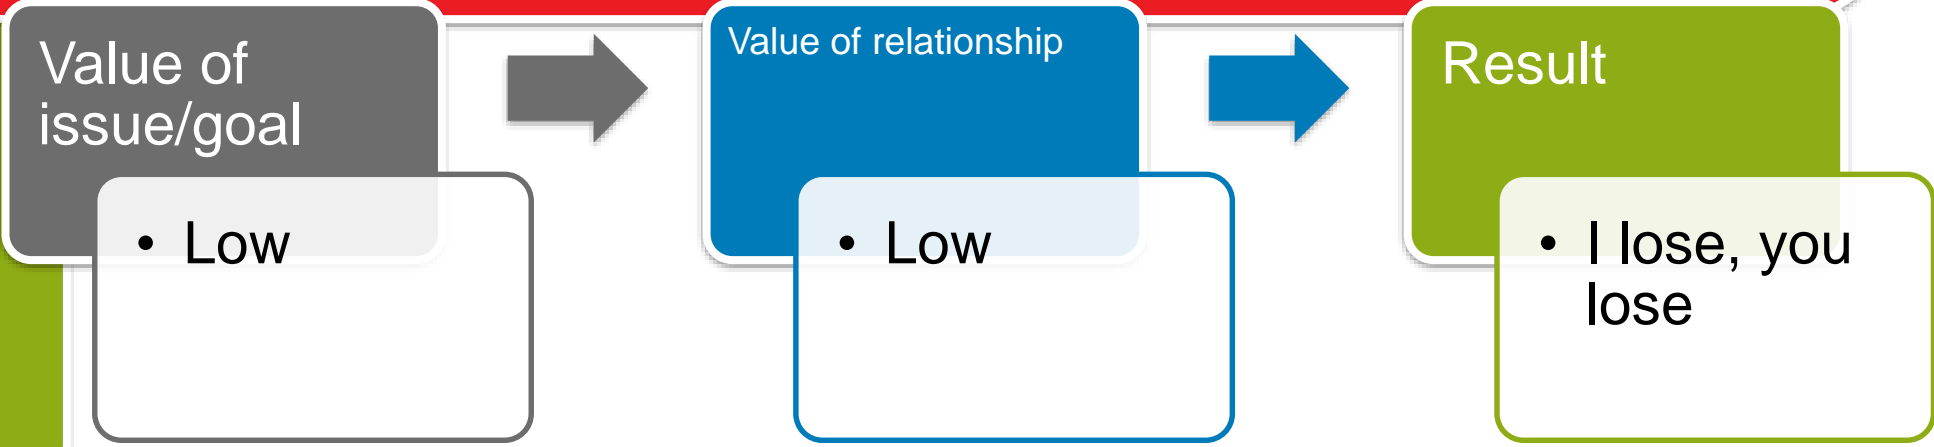 Value of
issue/goal
• Low
Value of relationship
• Low
Result
• I lose, you
lose